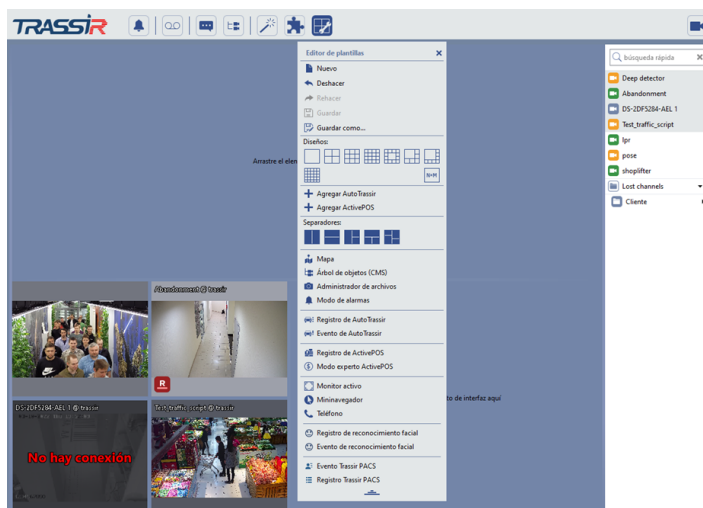 TRASSIR
Editor de plantillas
Nuevo
Deshacer
Rehacer
Guardar
Guardar como...
Diseños:
N×M
Agregar AutoTrassir
Agregar ActivePOS
Separadores:
Mapa
Árbol de objetos (CMS)
Administrador de archivos
Modo de alarmas
Registro de AutoTrassir
Evento de AutoTrassir
Registro de ActivePOS
Modo experto ActivePOS
Monitor activo
Mininavegador
Teléfono
Registro de reconocimiento facial
Evento de reconocimiento facial
Evento Trassir PACS
Registro Trassir PACS
Arrastre el elen
to de interfaz aquí
Abandonment @ trassir
R
DS-2DF5284-AEL 1 @ trassir
No hay conexión
Test_traffic_script @ trassir
búsqueda rápida
Deep detector
Abandonment
DS-2DF5284-AEL 1
Test_traffic_script
lpr
pose
shoplifter
Lost channels
Cliente